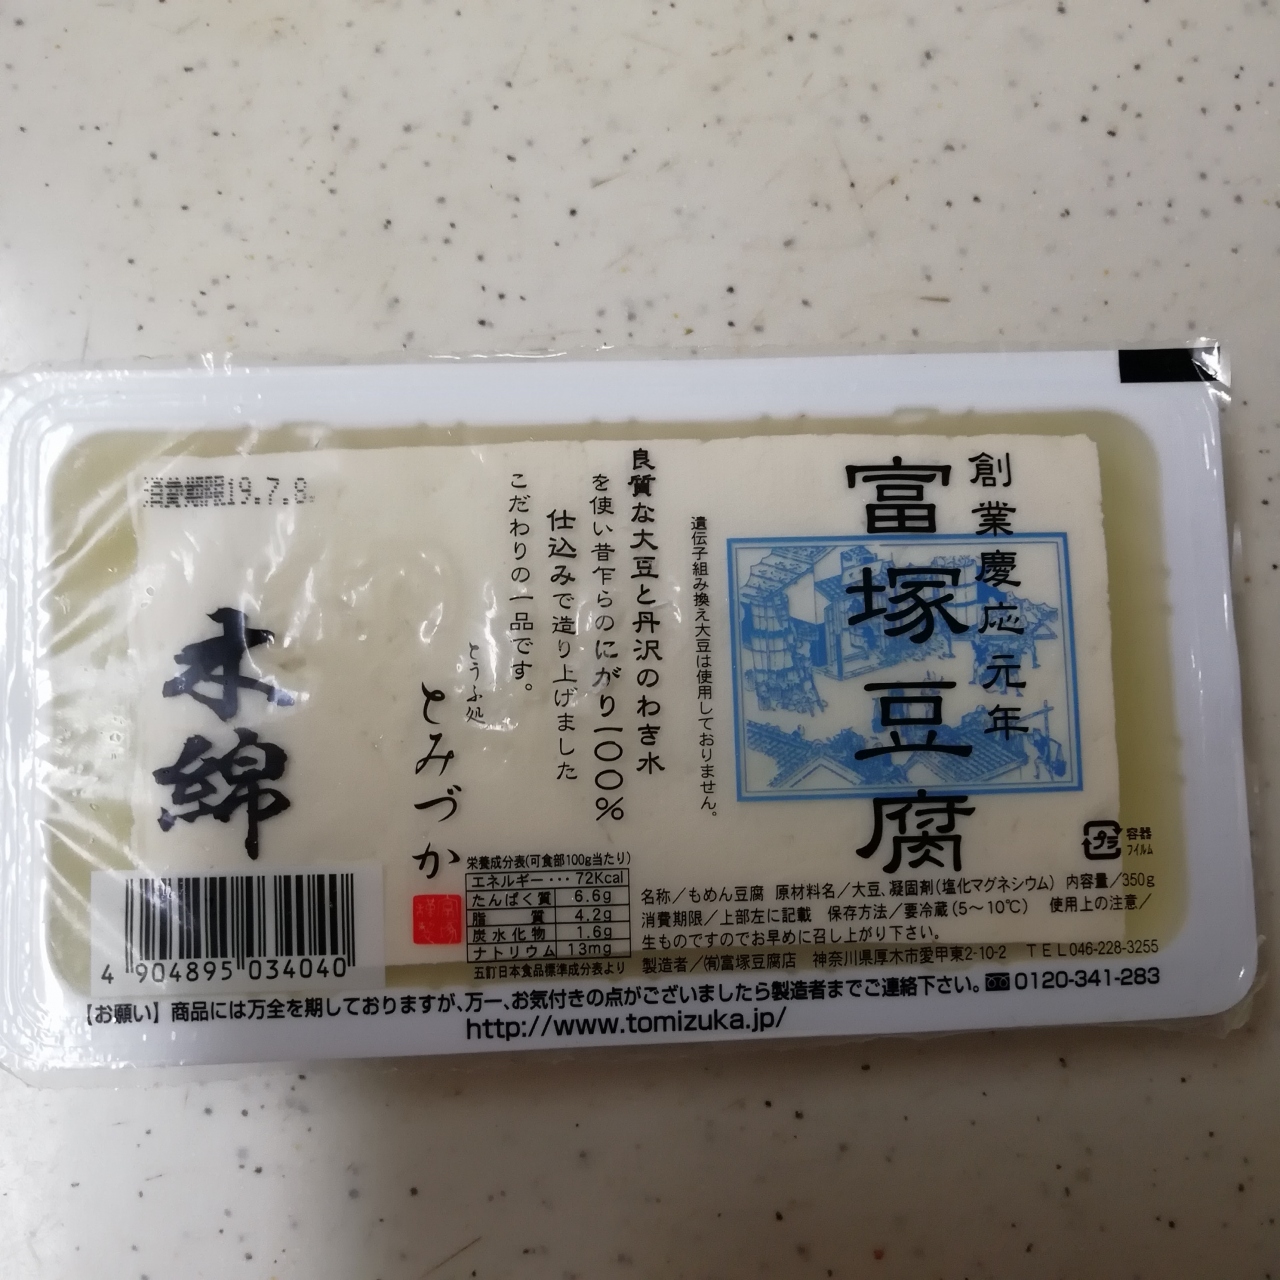 創業慶応元年
富塚豆腐
遺伝子組み換え大豆は使用しておりません。
良質な大豆と丹沢のわき水
を使い昔乍らのにがり一〇〇%
仕込みで造り上げました
こだわりの一品です。
とうふ処
とみづか
消費期限19.7.8.
木綿
プラ
容器
フイルム
栄養成分表(可食部100g当たり)
エネルギー・・・72Kcal
たんぱく質 6.6g
脂質 4.2g
炭水化物 1.6g
ナトリウム 13mg
五訂日本食品標準成分表より
名称/もめん豆腐 原材料名/大豆、凝固剤(塩化マグネシウム) 内容量/350g
消費期限/上部左に記載 保存方法/要冷蔵(5～10℃) 使用上の注意/
生ものですのでお早めに召し上がり下さい。
製造者/㈲富塚豆腐店 神奈川県厚木市愛甲東2-10-2 TEL046-228-3255
4 904895 034040
【お願い】商品には万全を期しておりますが、万一、お気付きの点がございましたら製造者までご連絡下さい。0120-341-283
http://www.tomizuka.jp/